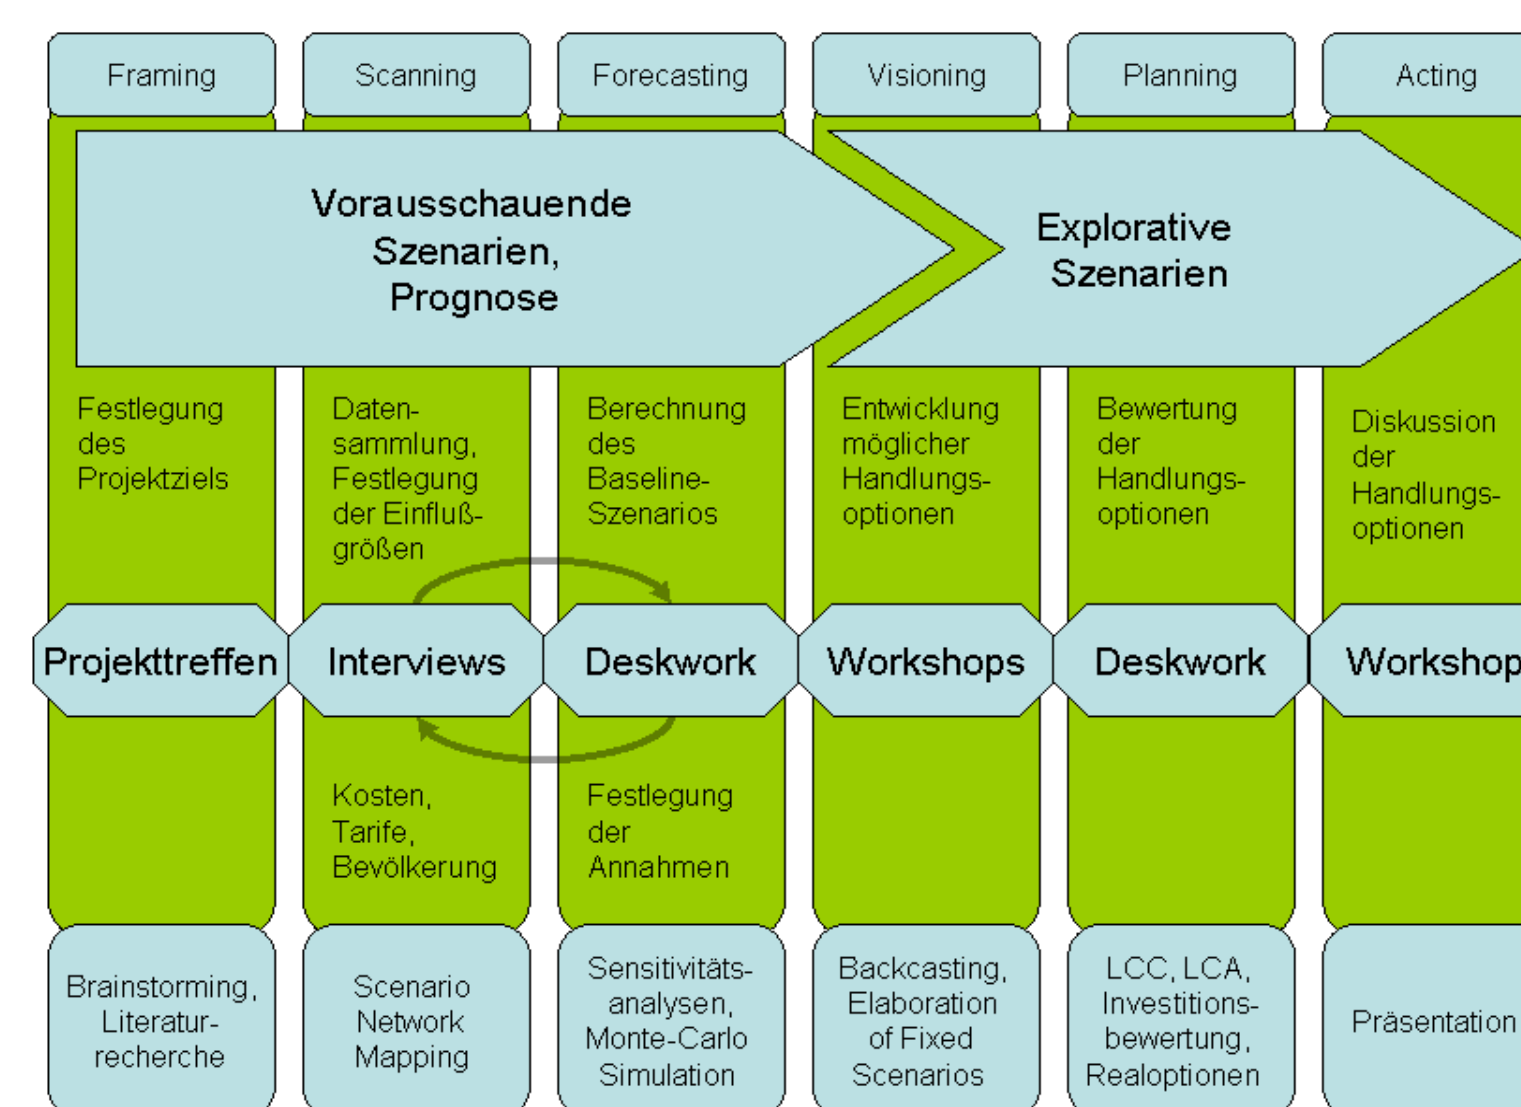 Framing
Scanning
Forecasting
Visioning
Planning
Acting
Vorausschauende
Szenarien,
Prognose
Explorative
Szenarien
Festlegung
des
Projektziels
Daten-
sammlung,
Festlegung
der Einfluß-
größen
Berechnung
des
Baseline-
Szenarios
Entwicklung
möglicher
Handlungs-
optionen
Bewertung
der
Handlungs-
optionen
Diskussion
der
Handlungs-
optionen
Projekttreffen
Interviews
Deskwork
Workshops
Deskwork
Workshop
Kosten,
Tarife,
Bevölkerung
Festlegung
der
Annahmen
Brainstorming,
Literatur-
recherche
Scenario
Network
Mapping
Sensitivitäts-
analysen,
Monte-Carlo
Simulation
Backcasting,
Elaboration
of Fixed
Scenarios
LCC, LCA,
Investitions-
bewertung,
Realoptionen
Präsentation